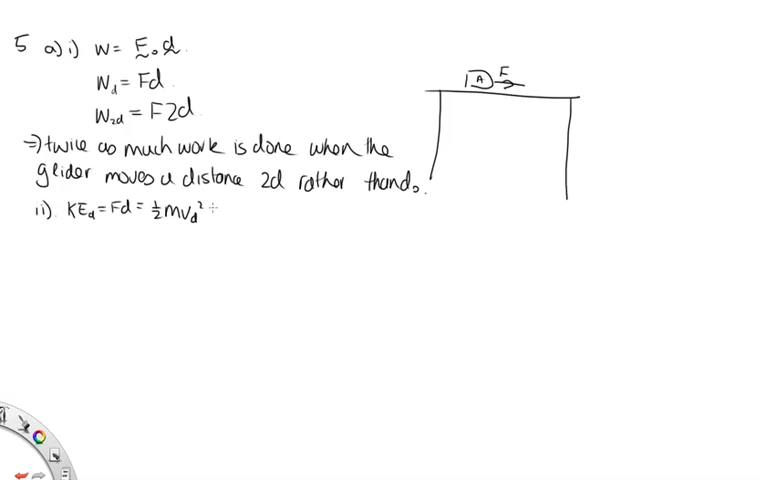 5 a) i) W = F . d.
W_d = Fd.
W_2d = F2d
=> twice as much work is done when the
glider moves a distance 2d rather than d.
ii). KE_d = Fd = ½mv_d² ÷
A F